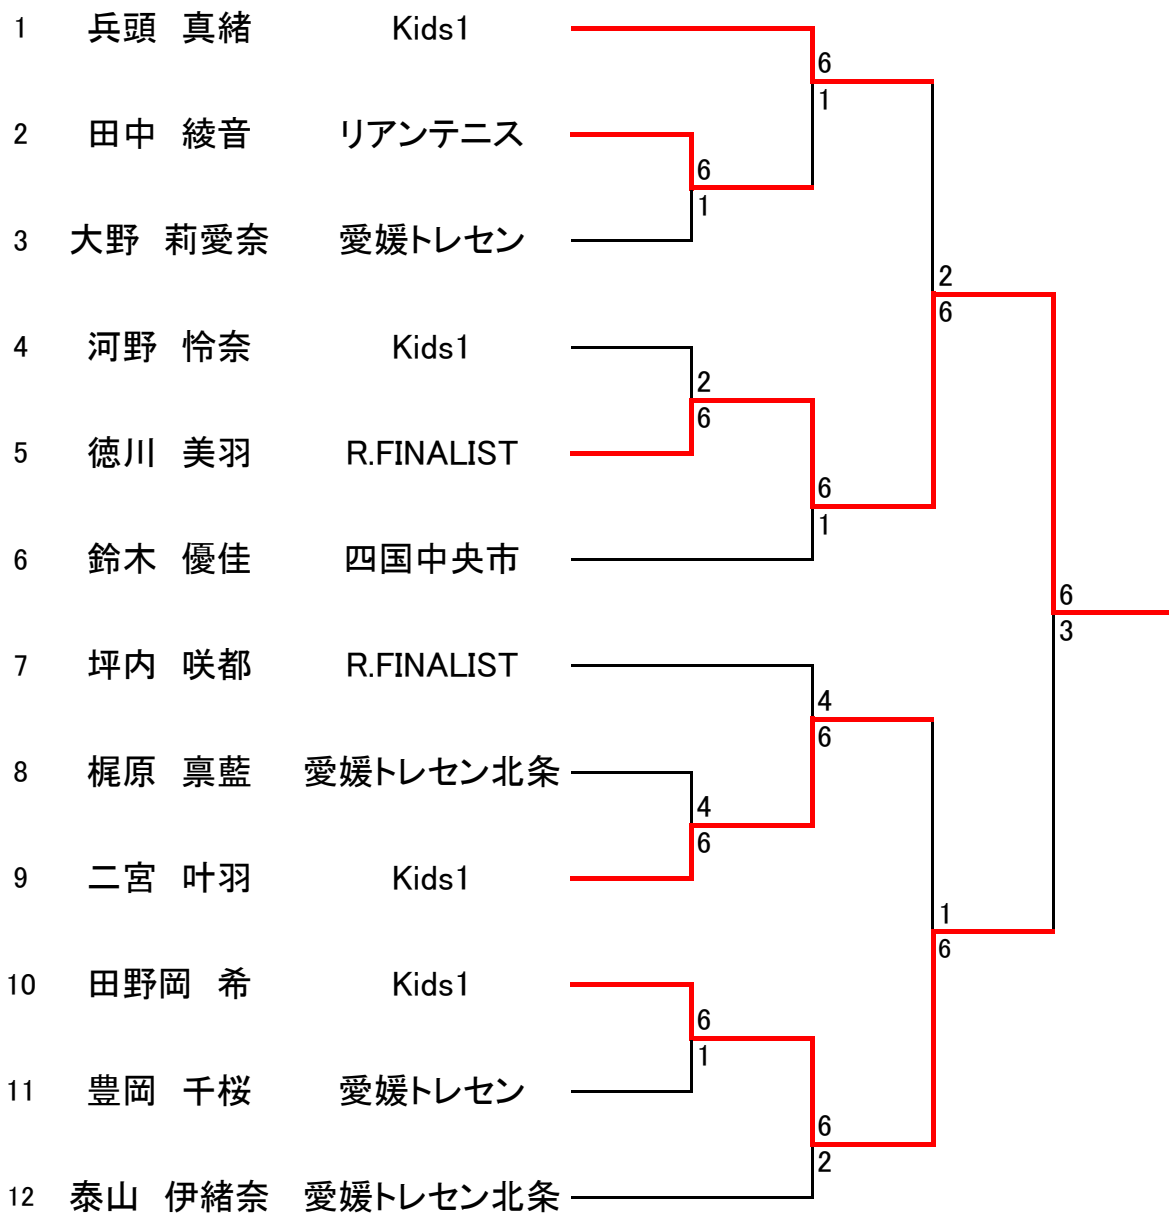 1 兵頭 真緒 Kids1
6
1
2 田中 綾音 リアンテニス
6
1
3 大野 莉愛奈 愛媛トレセン
2
6
4 河野 怜奈 Kids1
2
6
5 徳川 美羽 R.FINALIST
6
1
6 鈴木 優佳 四国中央市
6
3
7 坪内 咲都 R.FINALIST
4
6
8 梶原 禀藍 愛媛トレセン北条
4
6
9 二宮 叶羽 Kids1
1
6
10 田野岡 希 Kids1
6
1
11 豊岡 千桜 愛媛トレセン
6
2
12 泰山 伊緒奈 愛媛トレセン北条